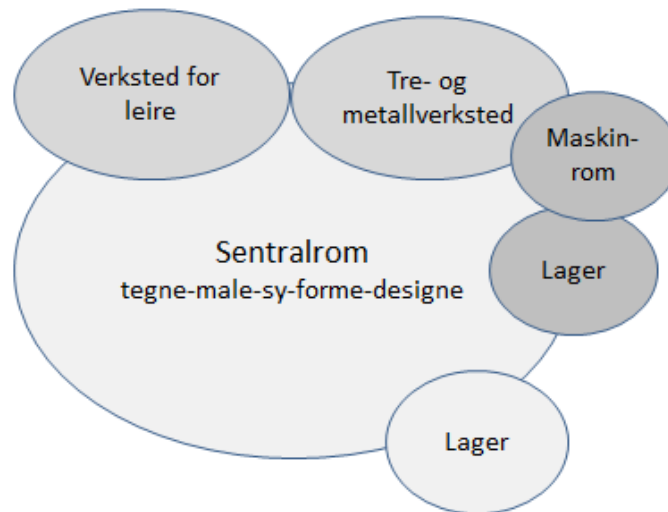 Verksted for
leire
Tre- og
metallverksted
Maskin-
rom
Sentralrom
tegne-male-sy-forme-designe
Lager
Lager